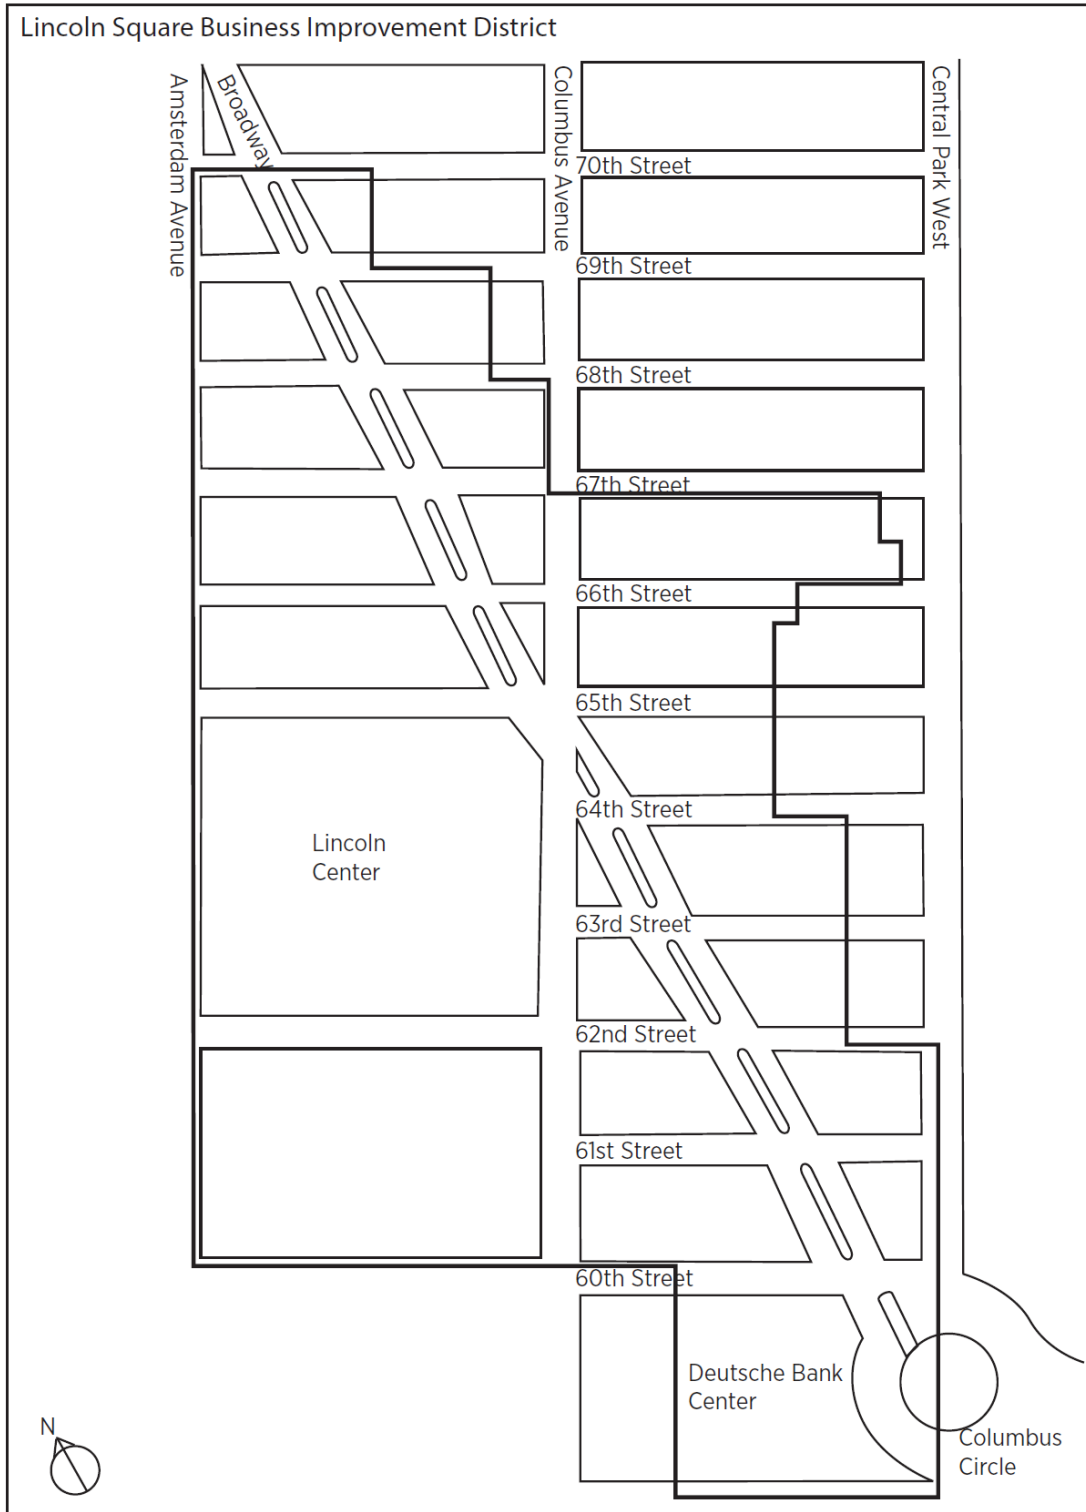 Lincoln Square Business Improvement District
Amsterdam Avenue
Broadway
Columbus Avenue
Central Park West
70th Street
69th Street
68th Street
67th Street
66th Street
65th Street
64th Street
Lincoln
Center
63rd Street
62nd Street
61st Street
60th Street
Deutsche Bank
Center
N
Columbus
Circle